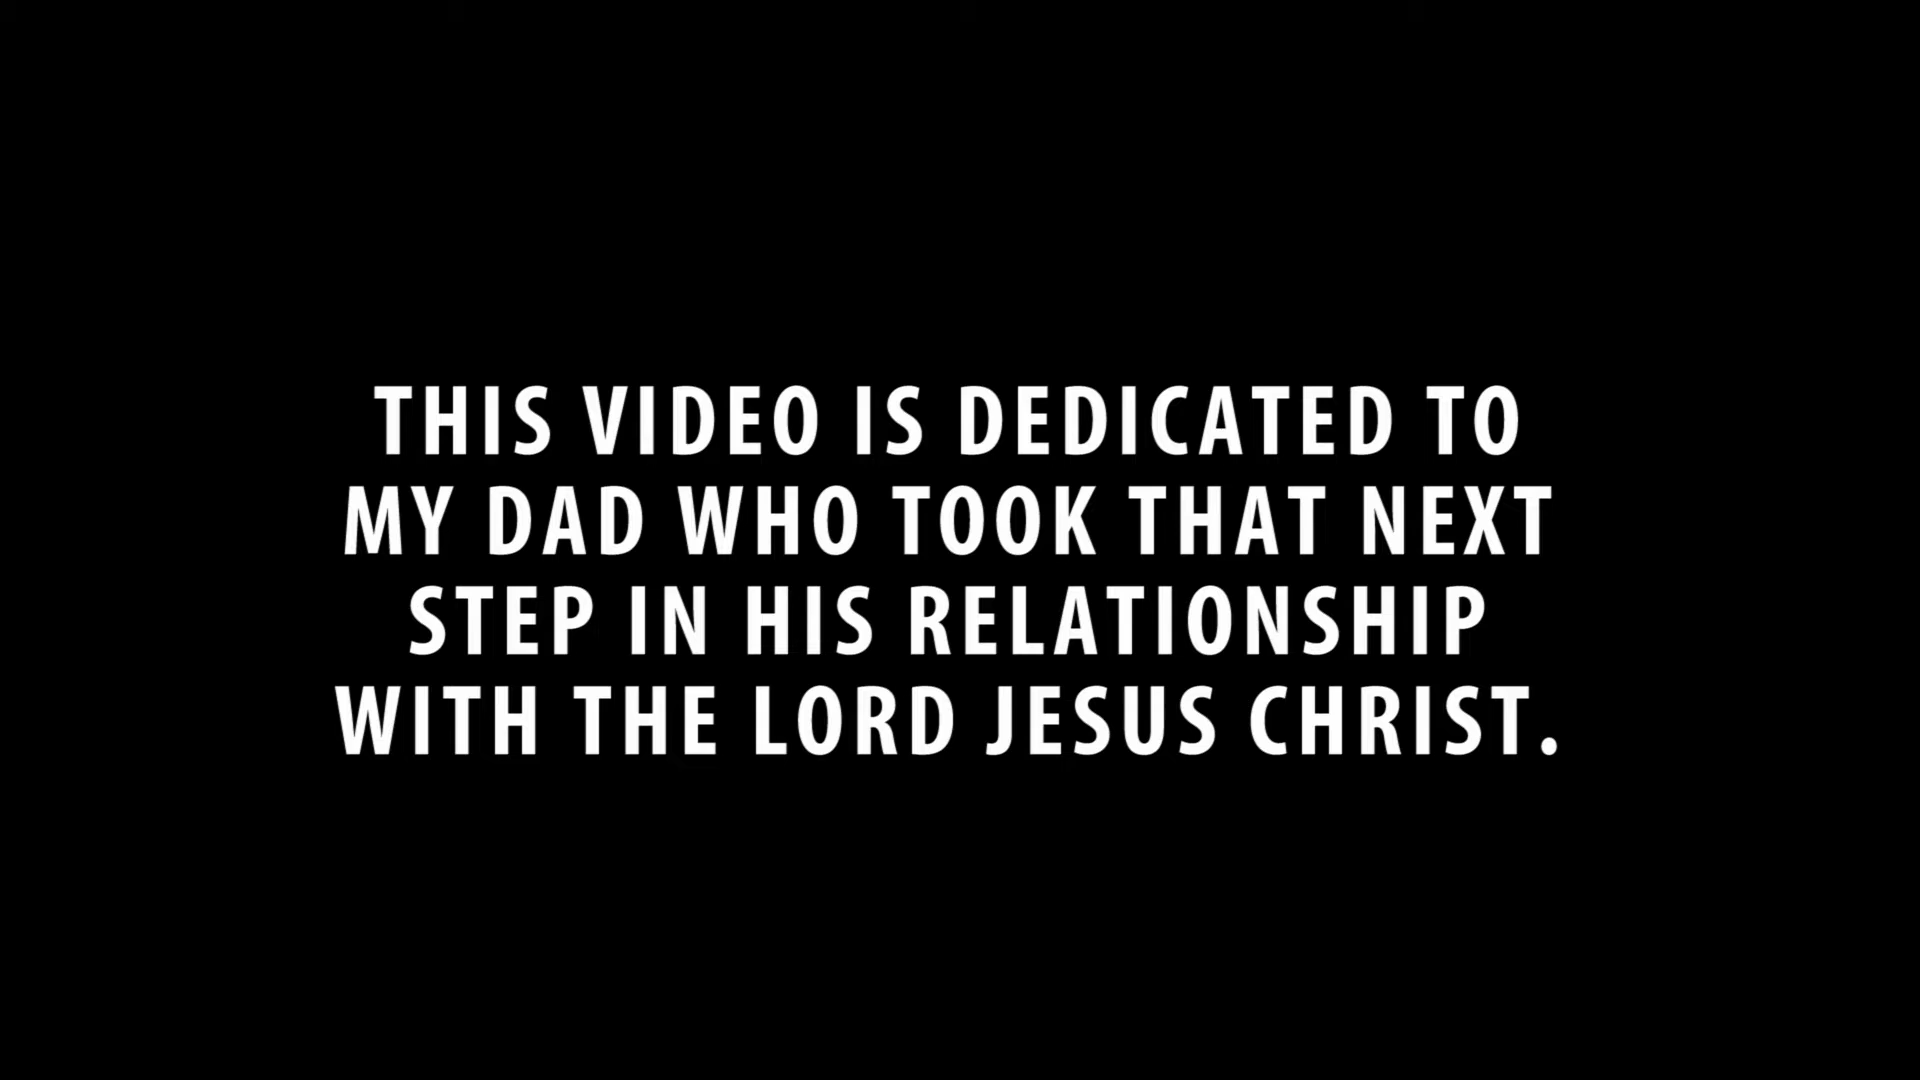 THIS VIDEO IS DEDICATED TO
MY DAD WHO TOOK THAT NEXT
STEP IN HIS RELATIONSHIP
WITH THE LORD JESUS CHRIST.